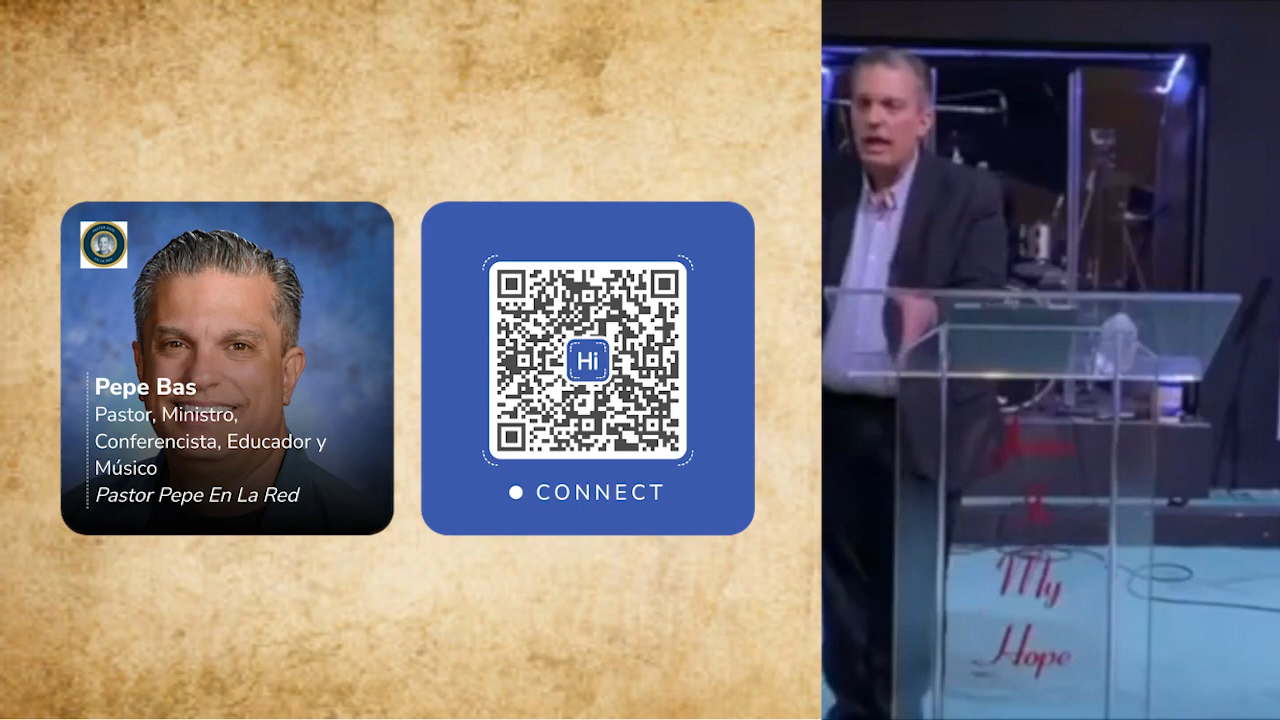 Pepe Bas
Pastor, Ministro,
Conferencista, Educador y
Músico
Pastor Pepe En La Red
Hi
CONNECT
My
Hope